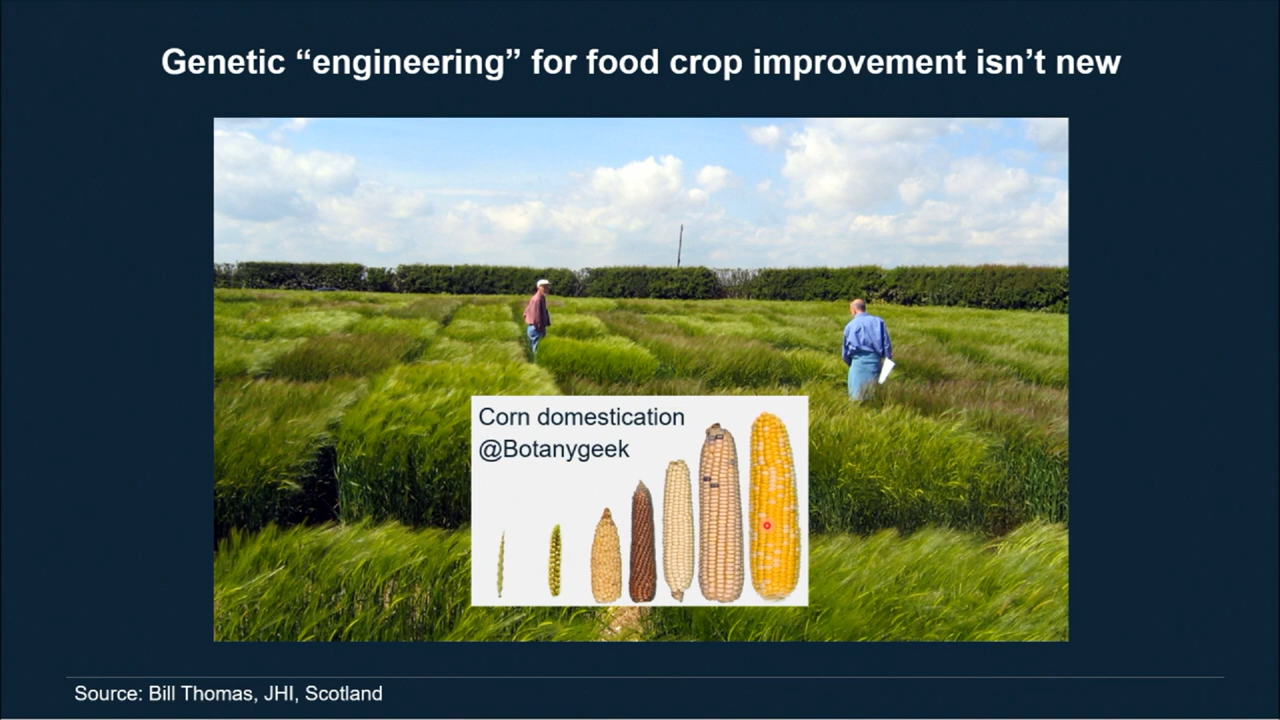 Genetic “engineering” for food crop improvement isn’t new
Corn domestication
@Botanygeek
Source: Bill Thomas, JHI, Scotland